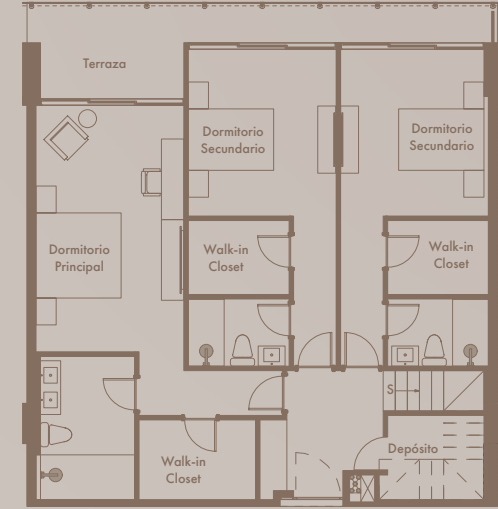 Terraza
Dormitorio
Secundario
Dormitorio
Secundario
Dormitorio
Principal
Walk-in
Closet
Walk-in
Closet
S
Depósito
Walk-in
Closet